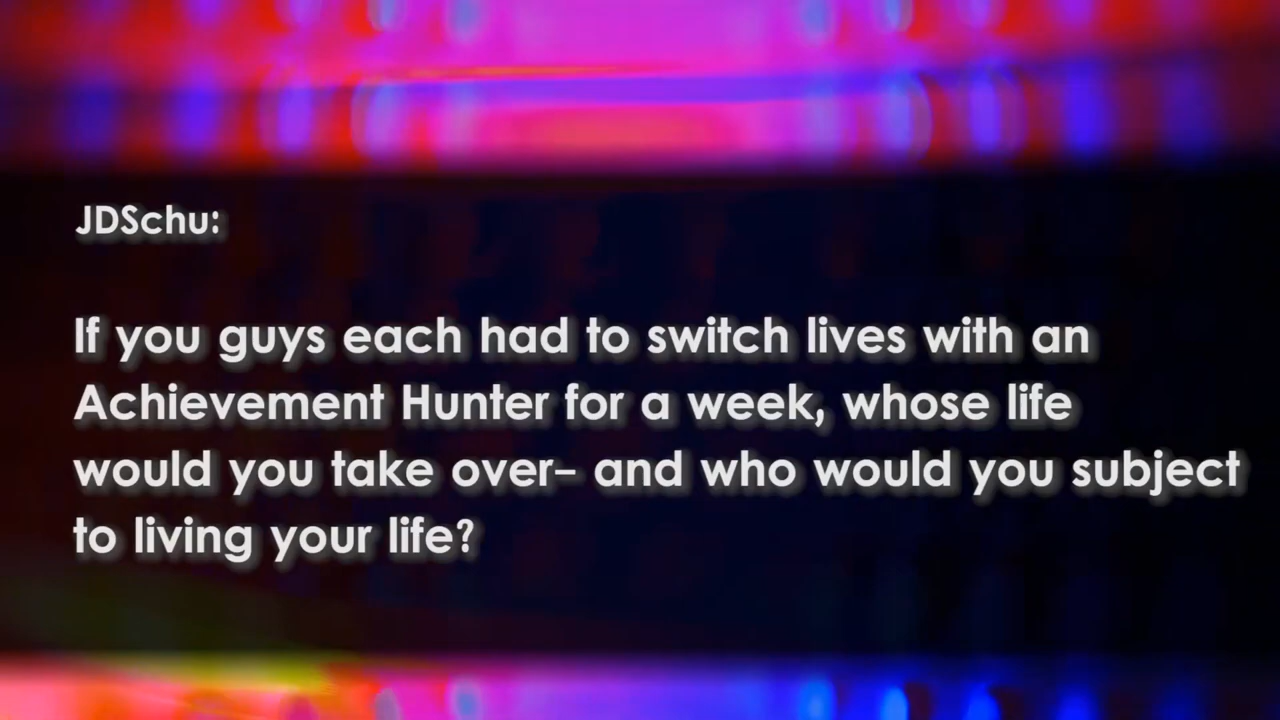 JDSchu:
If you guys each had to switch lives with an
Achievement Hunter for a week, whose life
would you take over– and who would you subject
to living your life?